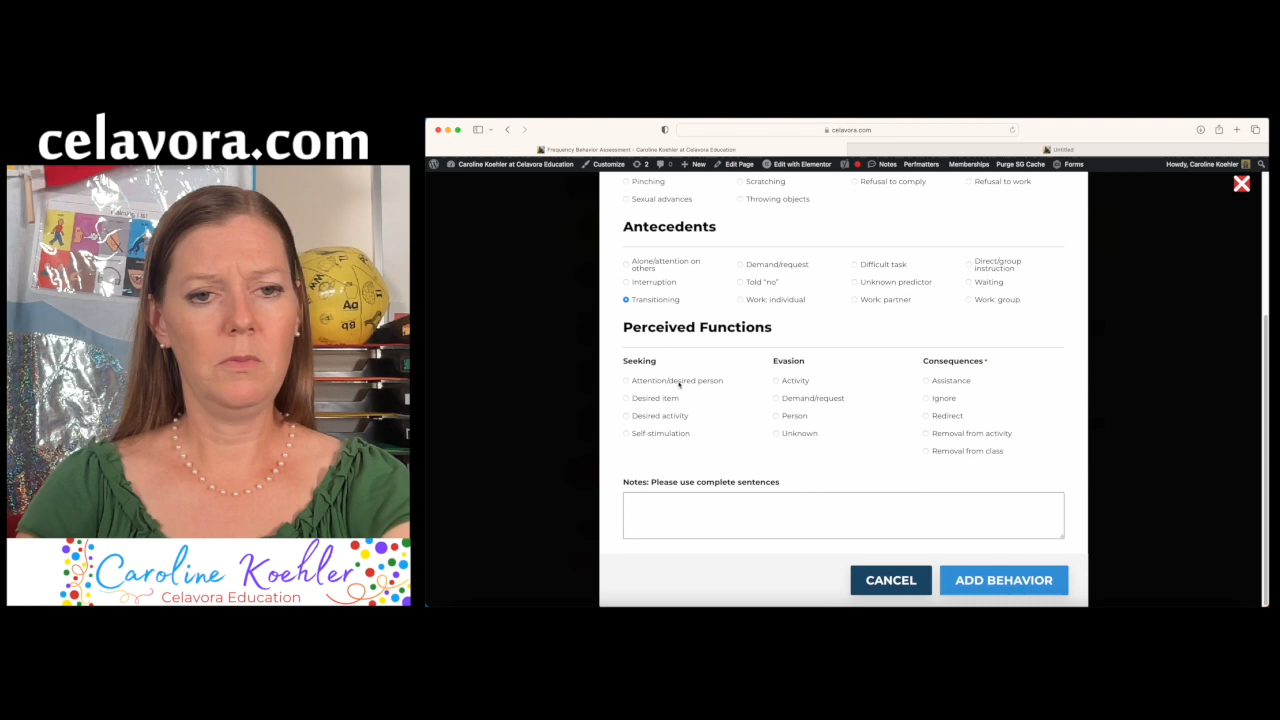 celavora.com
Calming List
Aa
Caroline Koehler
Celavora Education
celavora.com
Frequency Behavior Assessment – Caroline Koehler at Celavora Education
Untitled
Caroline Koehler at Celavora Education Customize 2 0 New Edit Page Edit with Elementor Notes Perfmatters Memberships Purge SG Cache Forms Howdy, Caroline Koehler
Pinching Scratching Refusal to comply Refusal to work
Sexual advances Throwing objects
Antecedents
Alone/attention on others Demand/request Difficult task Direct/group instruction
Interruption Told "no" Unknown predictor Waiting
Transitioning Work: individual Work: partner Work: group
Perceived Functions
Seeking Evasion Consequences *
Attention/desired person Activity Assistance
Desired item Demand/request Ignore
Desired activity Person Redirect
Self-stimulation Unknown Removal from activity
Removal from class
Notes: Please use complete sentences
CANCEL ADD BEHAVIOR